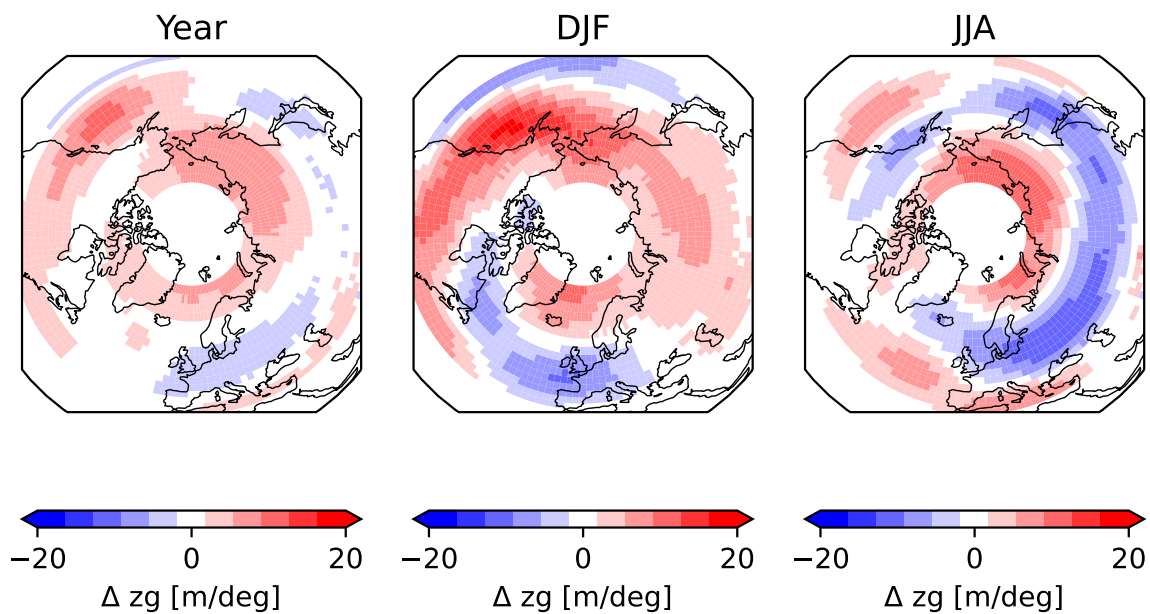 Year DJF JJA
−20 0 20 −20 0 20 −20 0 20
Δ zg [m/deg] Δ zg [m/deg] Δ zg [m/deg]